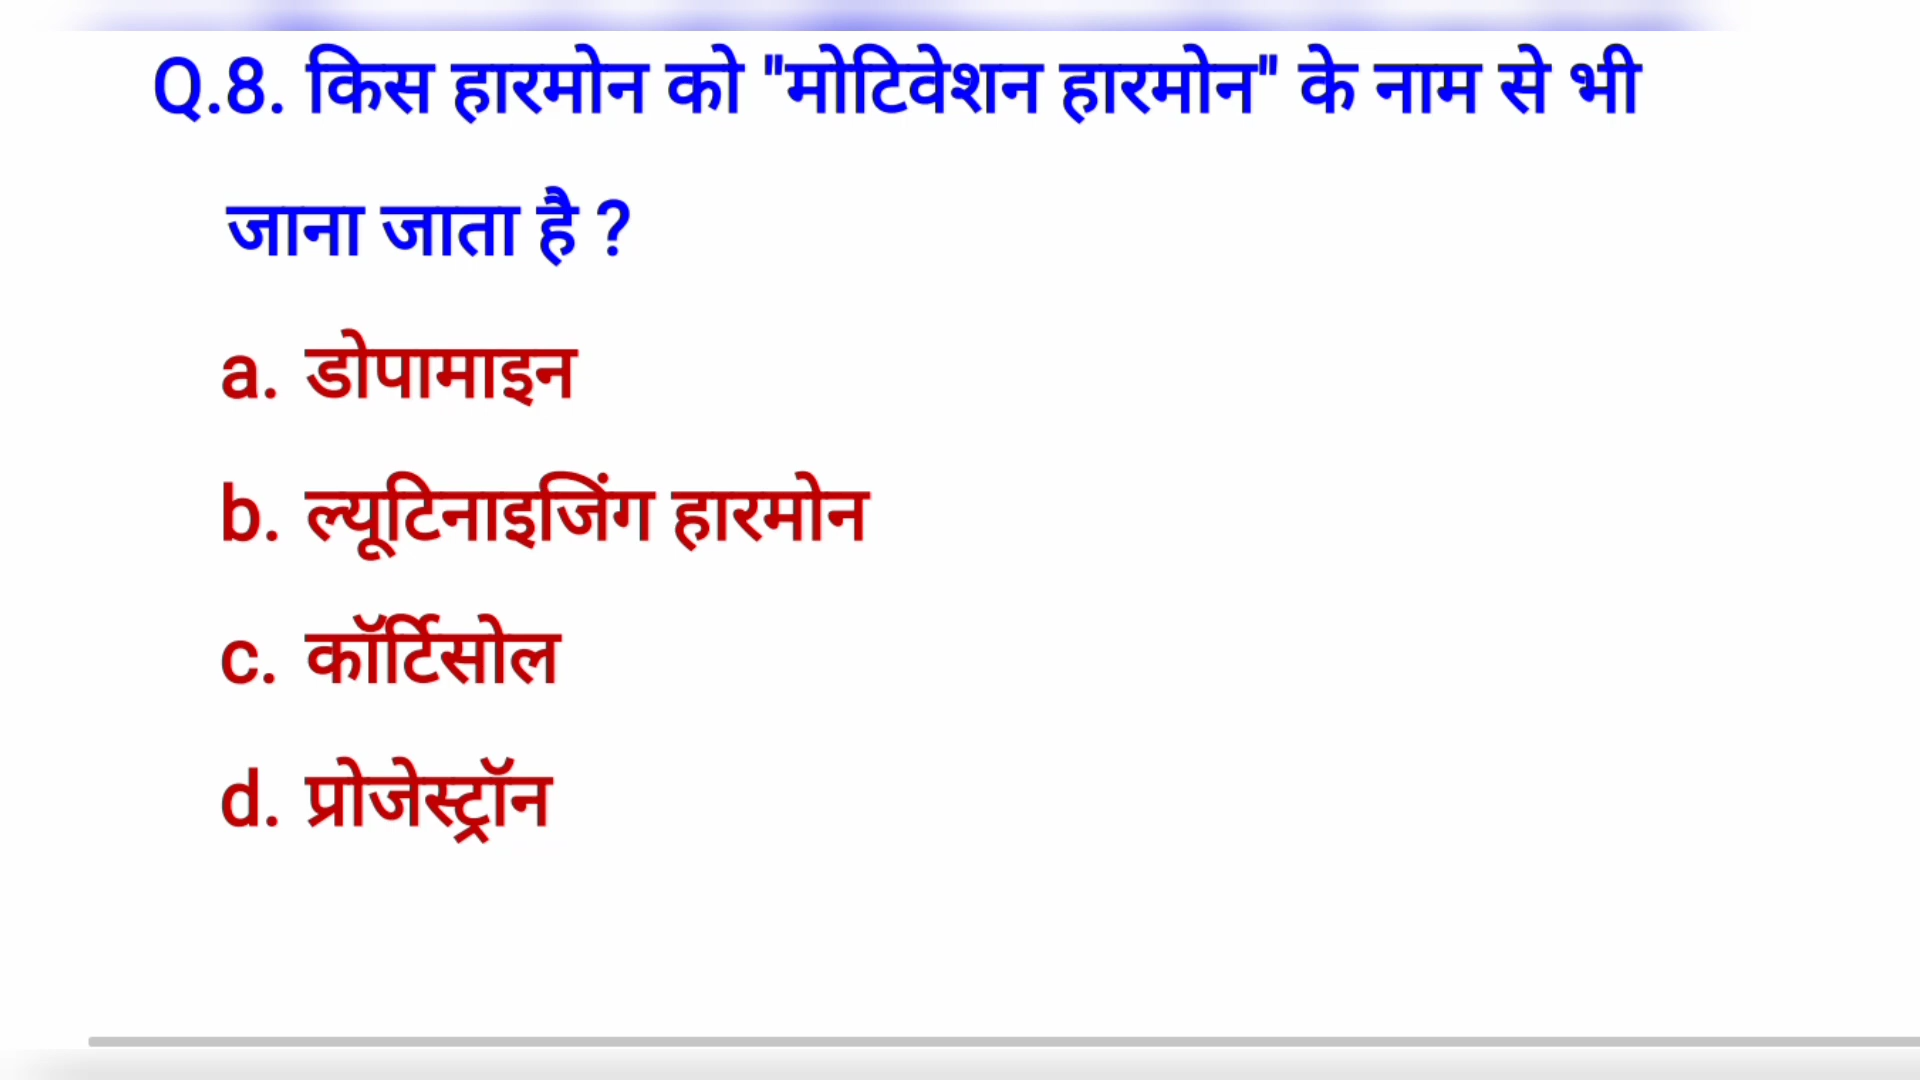 Q.8. किस हारमोन को "मोटिवेशन हारमोन" के नाम से भी
जाना जाता है ?
a. डोपामाइन
b. ल्यूटिनाइजिंग हारमोन
c. कॉर्टिसोल
d. प्रोजेस्ट्रॉन